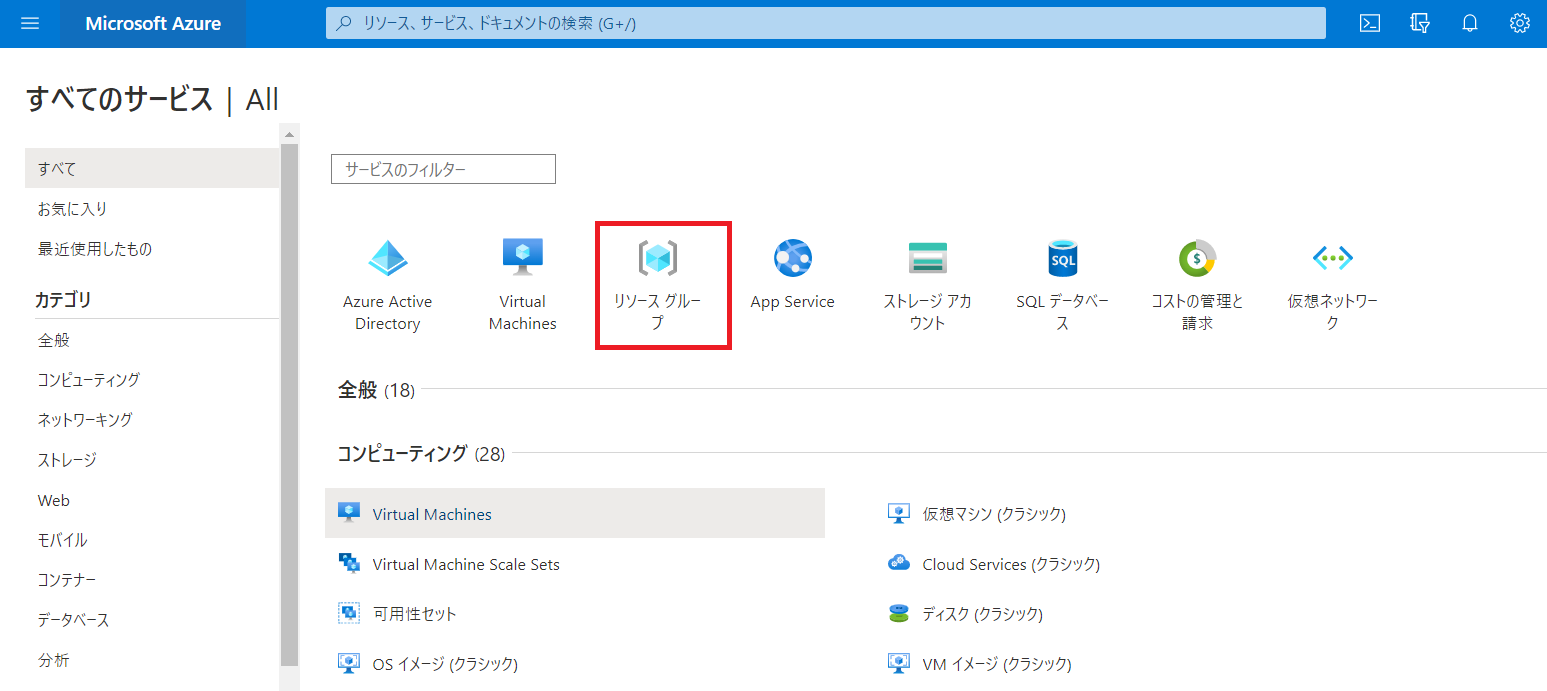 Microsoft Azure
リソース、サービス、ドキュメントの検索 (G+/)
すべてのサービス | All
すべて
お気に入り
最近使用したもの
カテゴリ
全般
コンピューティング
ネットワーキング
ストレージ
Web
モバイル
コンテナー
データベース
分析
サービスのフィルター
Azure Active
Directory
Virtual
Machines
リソース グルー
プ
App Service
ストレージ アカ
ウント
SQL
SQL データベー
ス
$
コストの管理と
請求
仮想ネットワー
ク
全般 (18)
コンピューティング (28)
Virtual Machines
仮想マシン (クラシック)
Virtual Machine Scale Sets
Cloud Services (クラシック)
可用性セット
ディスク (クラシック)
OS イメージ (クラシック)
VM イメージ (クラシック)